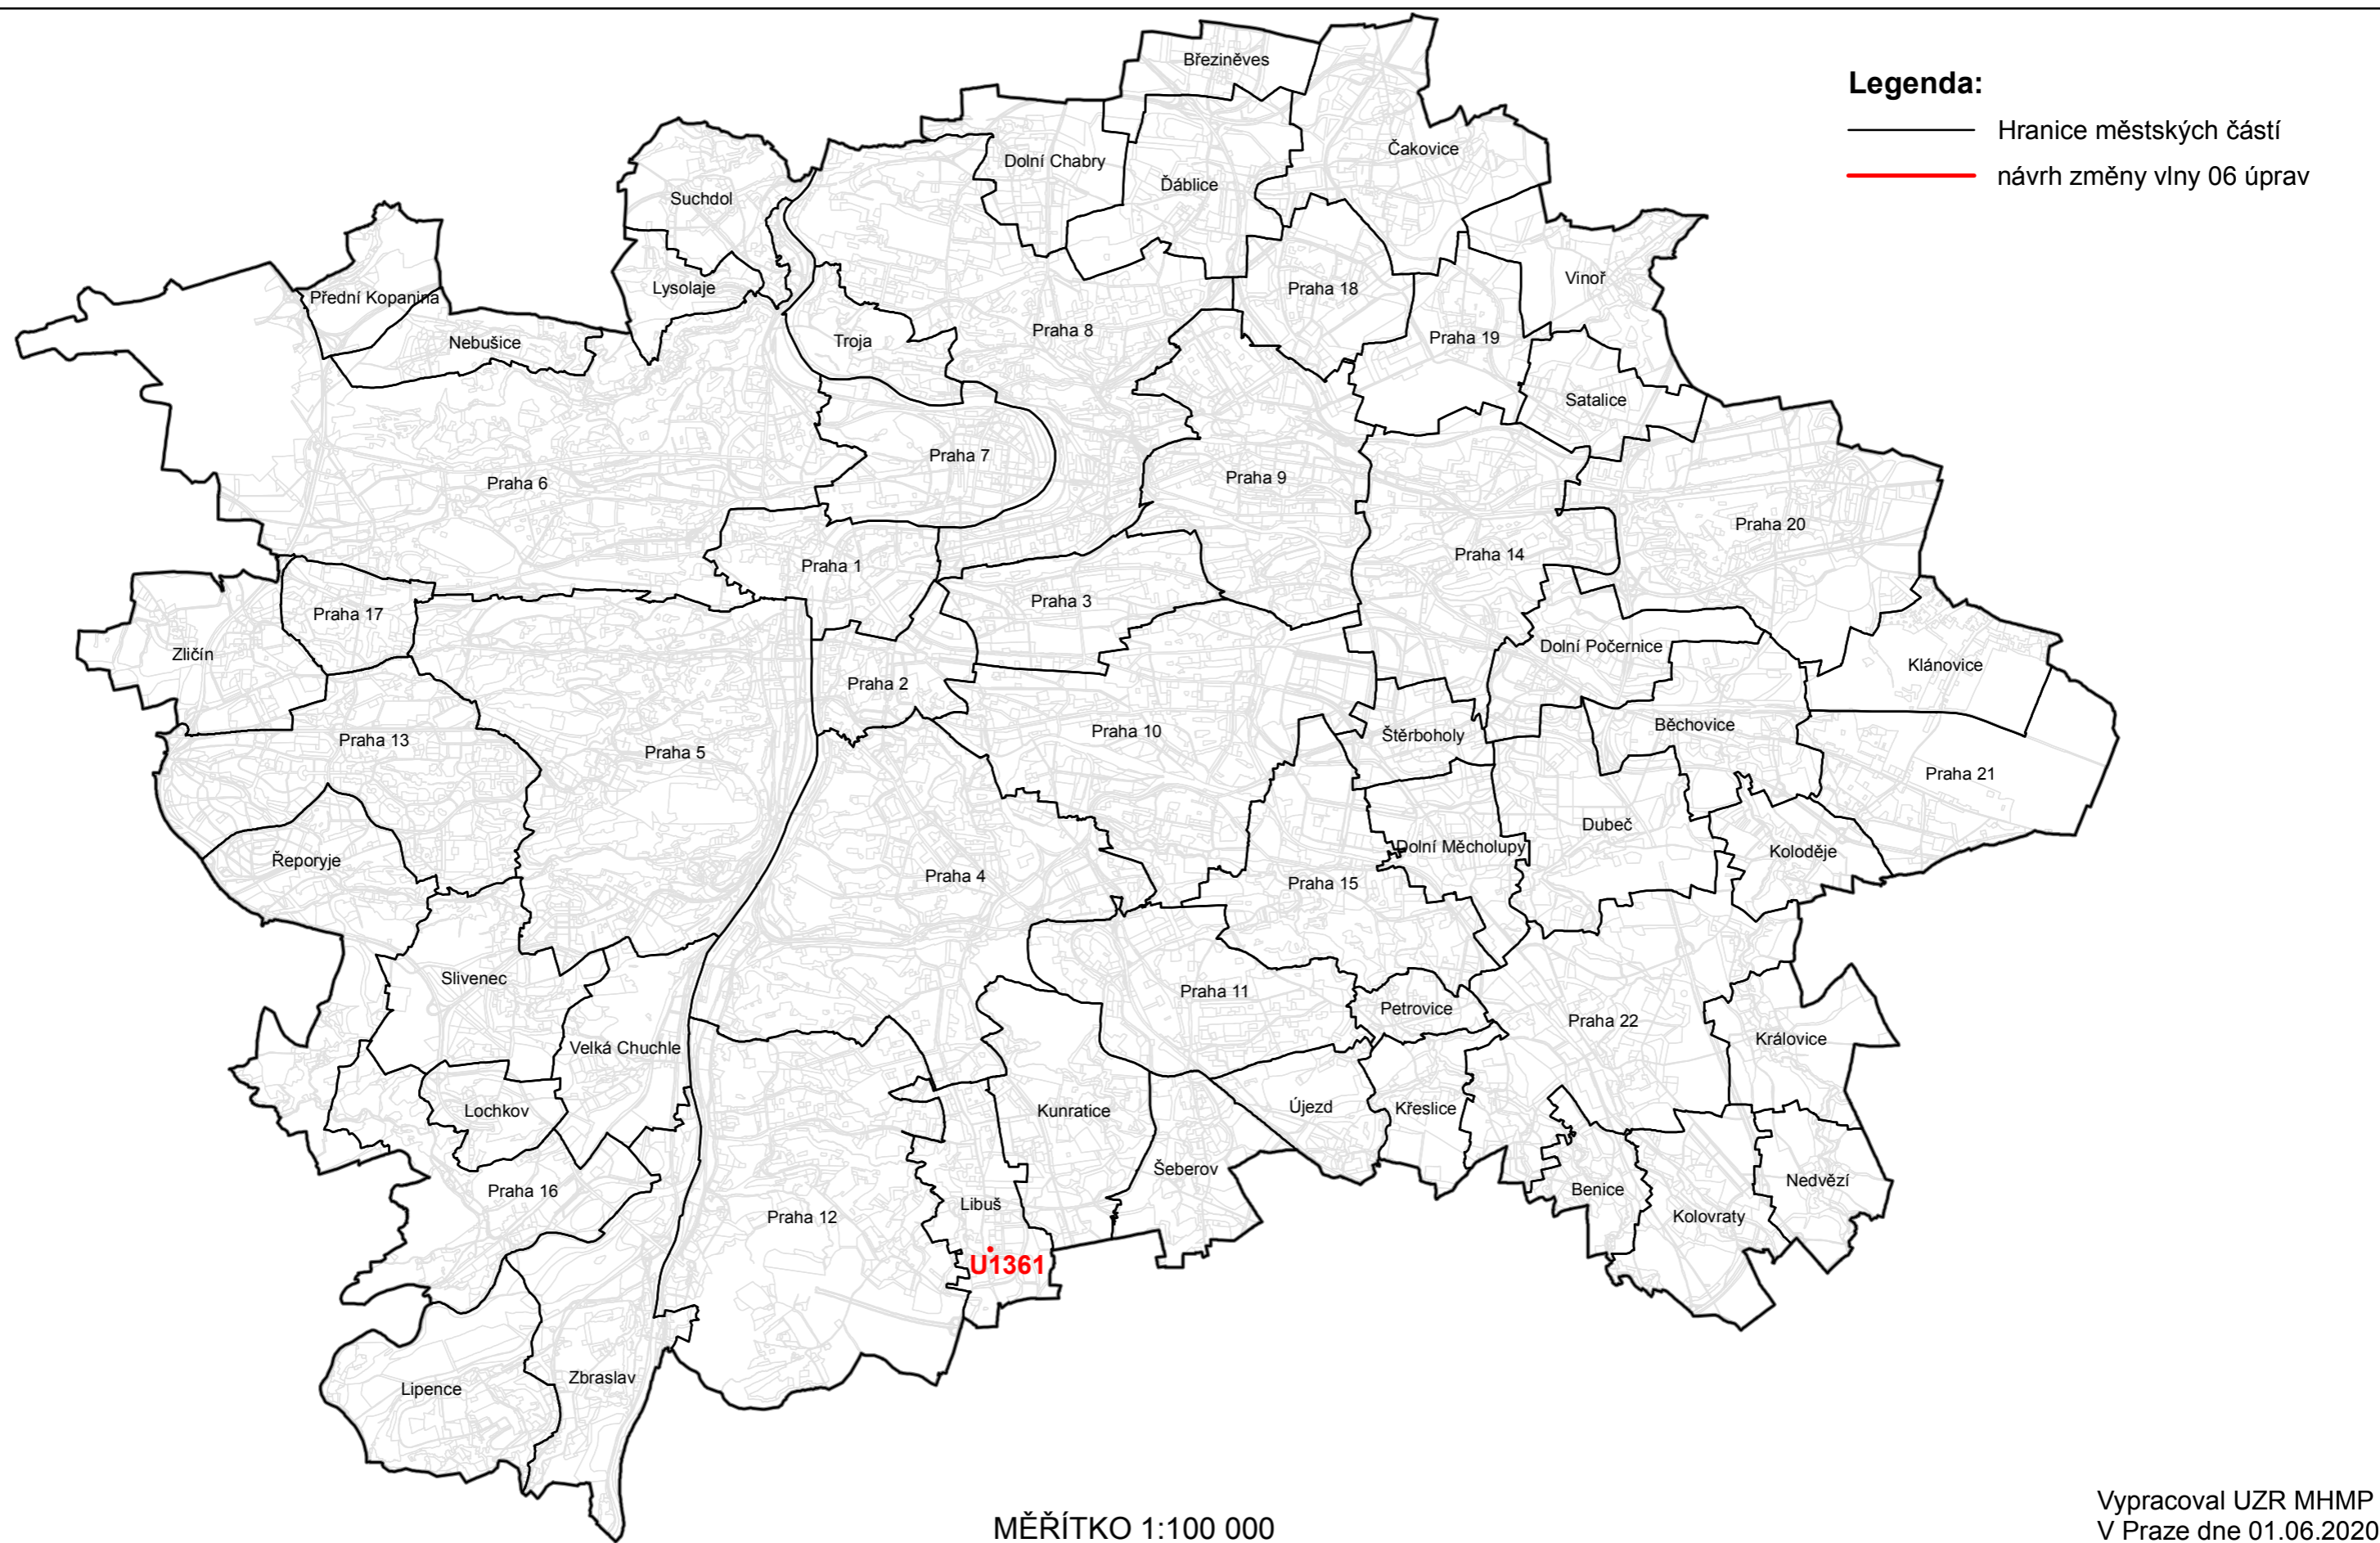 Legenda:
Hranice městských částí
návrh změny vlny 06 úprav
Březiněves
Čakovice
Dolní Chabry
Ďáblice
Suchdol
Vinoř
Přední Kopanina
Lysolaje
Praha 18
Troja
Praha 8
Praha 19
Nebušice
Satalice
Praha 7
Praha 6
Praha 9
Praha 20
Praha 14
Praha 1
Praha 3
Praha 17
Zličín
Dolní Počernice
Klánovice
Praha 2
Běchovice
Praha 10
Štěrboholy
Praha 13
Praha 5
Praha 21
Dubeč
Dolní Měcholupy
Koloděje
Řeporyje
Praha 4
Praha 15
Slivenec
Praha 11
Petrovice
Praha 22
Královice
Velká Chuchle
Lochkov
Kunratice
Újezd
Křeslice
Šeberov
Nedvězí
Praha 16
Benice
Libuš
Praha 12
Kolovraty
U1361
Zbraslav
Lipence
MĚŘÍTKO 1:100 000
Vypracoval UZR MHMP
V Praze dne 01.06.2020